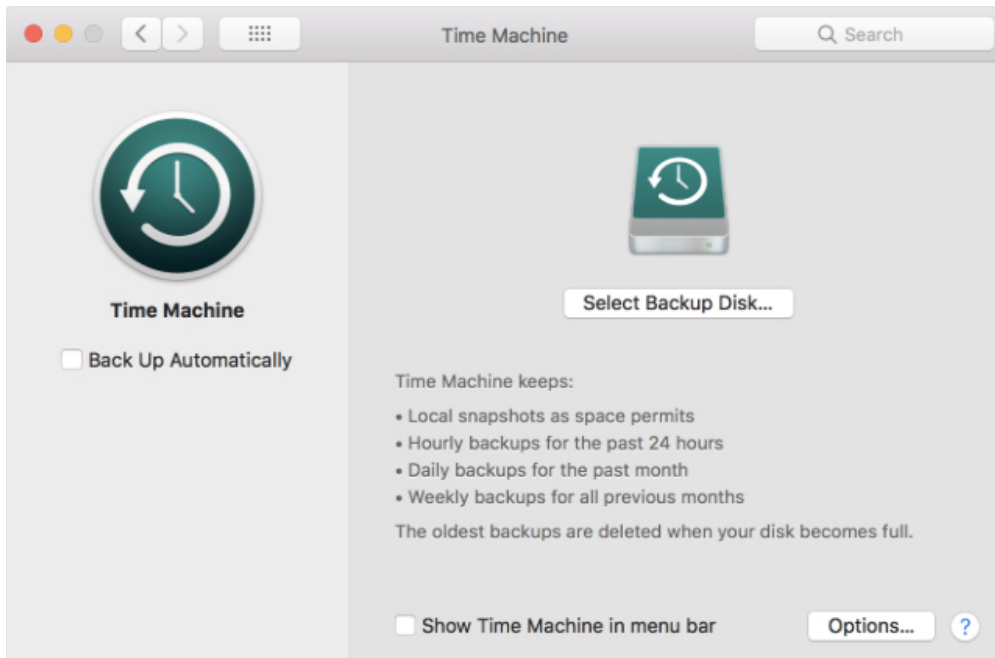 Time Machine
Search
Time Machine
Back Up Automatically
Select Backup Disk...
Time Machine keeps:
• Local snapshots as space permits
• Hourly backups for the past 24 hours
• Daily backups for the past month
• Weekly backups for all previous months
The oldest backups are deleted when your disk becomes full.
Show Time Machine in menu bar
Options...
?